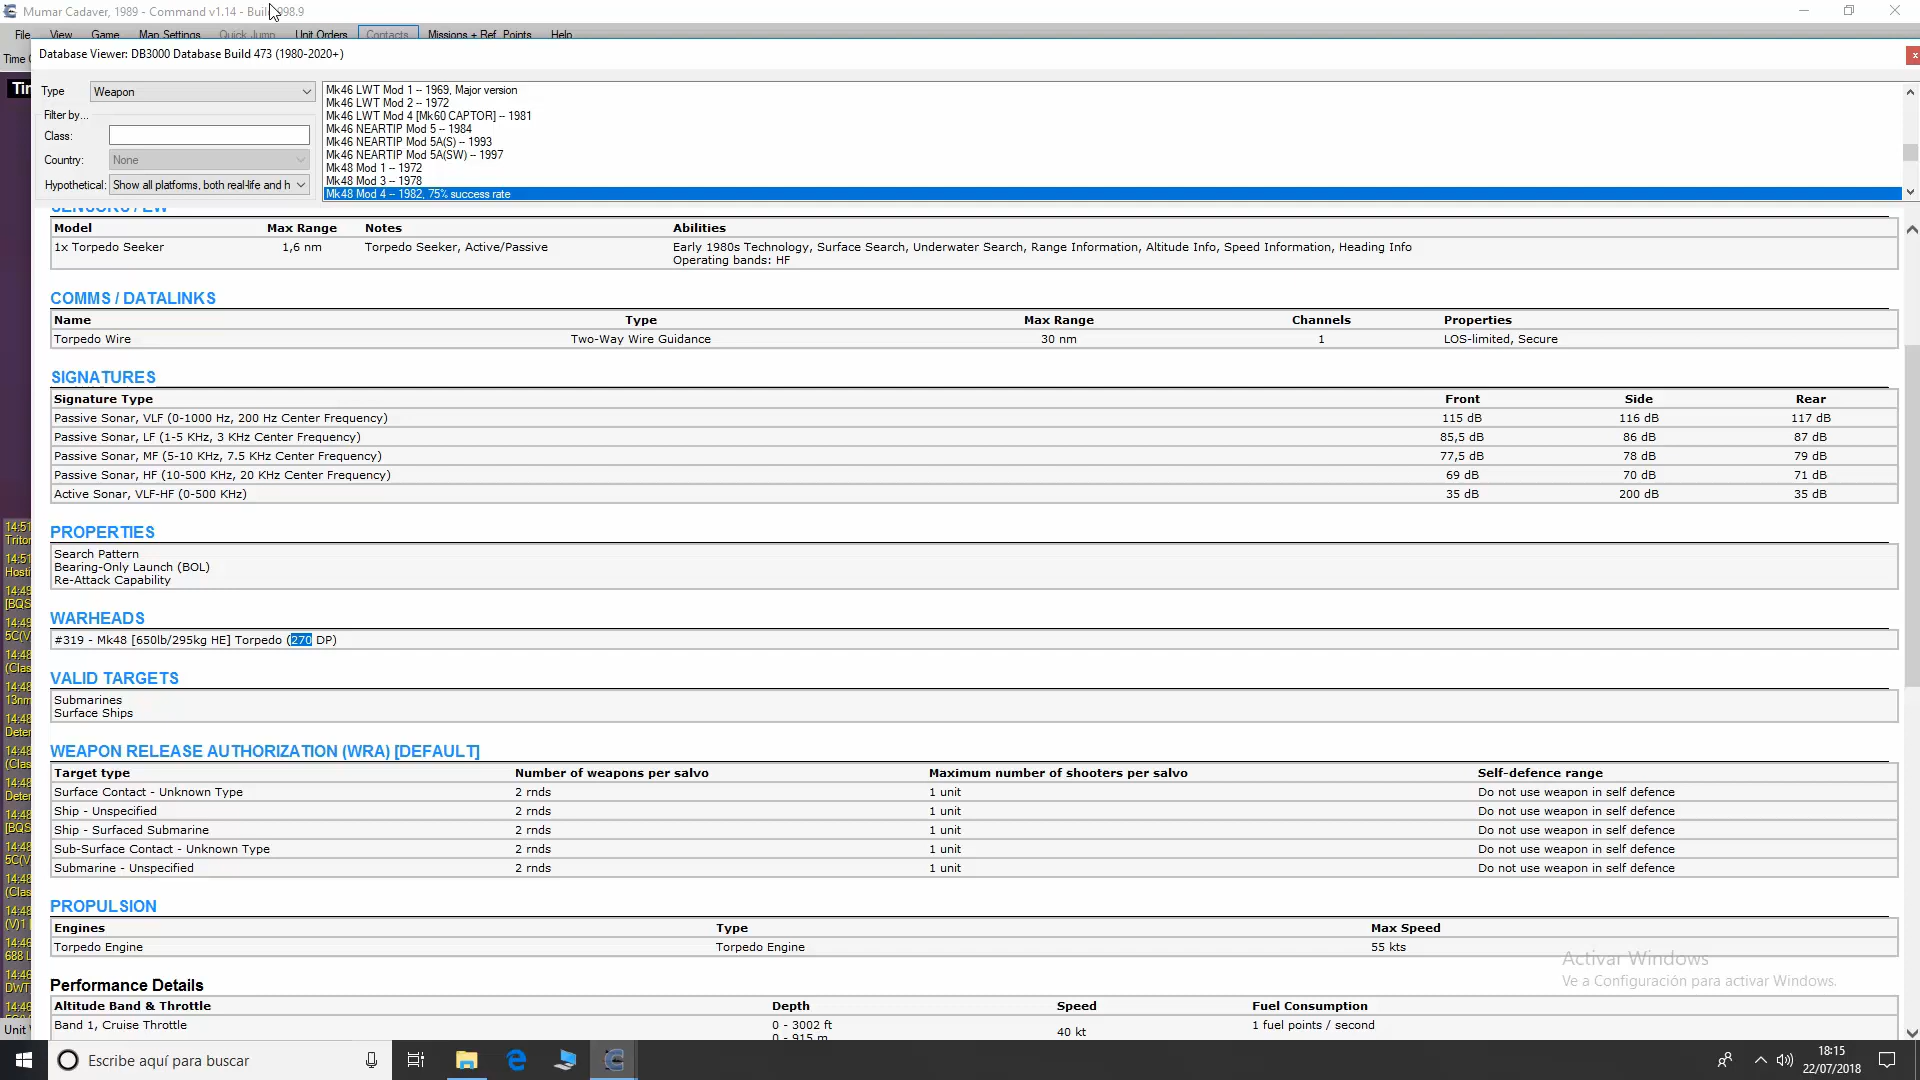 Mumar Cadaver, 1989 - Command v1.14 - Build 998.9
File View Game Map Settings Quick Jump Unit Orders Contacts Missions + Ref. Points Help
Database Viewer: DB3000 Database Build 473 (1980-2020+)
Time
Type Weapon
Filter by...
Class:
Country: None
Hypothetical: Show all platforms, both real-life and h
Mk46 LWT Mod 1 -- 1969, Major version
Mk46 LWT Mod 2 -- 1972
Mk46 LWT Mod 4 [Mk60 CAPTOR] -- 1981
Mk46 NEARTIP Mod 5 -- 1984
Mk46 NEARTIP Mod 5A(S) -- 1993
Mk46 NEARTIP Mod 5A(SW) -- 1997
Mk48 Mod 1 -- 1972
Mk48 Mod 3 -- 1978
Mk48 Mod 4 -- 1982, 75% success rate
SENSORS / EW
Model Max Range Notes Abilities
1x Torpedo Seeker 1,6 nm Torpedo Seeker, Active/Passive Early 1980s Technology, Surface Search, Underwater Search, Range Information, Altitude Info, Speed Information, Heading Info
Operating bands: HF
COMMS / DATALINKS
Name Type Max Range Channels Properties
Torpedo Wire Two-Way Wire Guidance 30 nm 1 LOS-limited, Secure
SIGNATURES
Signature Type Front Side Rear
Passive Sonar, VLF (0-1000 Hz, 200 Hz Center Frequency) 115 dB 116 dB 117 dB
Passive Sonar, LF (1-5 KHz, 3 KHz Center Frequency) 85,5 dB 86 dB 87 dB
Passive Sonar, MF (5-10 KHz, 7.5 KHz Center Frequency) 77,5 dB 78 dB 79 dB
Passive Sonar, HF (10-500 KHz, 20 KHz Center Frequency) 69 dB 70 dB 71 dB
Active Sonar, VLF-HF (0-500 KHz) 35 dB 200 dB 35 dB
PROPERTIES
Search Pattern
Bearing-Only Launch (BOL)
Re-Attack Capability
WARHEADS
#319 - Mk48 [650lb/295kg HE] Torpedo (270 DP)
VALID TARGETS
Submarines
Surface Ships
WEAPON RELEASE AUTHORIZATION (WRA) [DEFAULT]
Target type Number of weapons per salvo Maximum number of shooters per salvo Self-defence range
Surface Contact - Unknown Type 2 rnds 1 unit Do not use weapon in self defence
Ship - Unspecified 2 rnds 1 unit Do not use weapon in self defence
Ship - Surfaced Submarine 2 rnds 1 unit Do not use weapon in self defence
Sub-Surface Contact - Unknown Type 2 rnds 1 unit Do not use weapon in self defence
Submarine - Unspecified 2 rnds 1 unit Do not use weapon in self defence
PROPULSION
Engines Type Max Speed
Torpedo Engine Torpedo Engine 55 kts
Performance Details
Altitude Band & Throttle Depth Speed Fuel Consumption
Band 1, Cruise Throttle 0 - 3002 ft 40 kt 1 fuel points / second
0 - 915 m
Activar Windows
Ve a Configuración para activar Windows.
Unit
Escribe aquí para buscar
18:15
22/07/2018